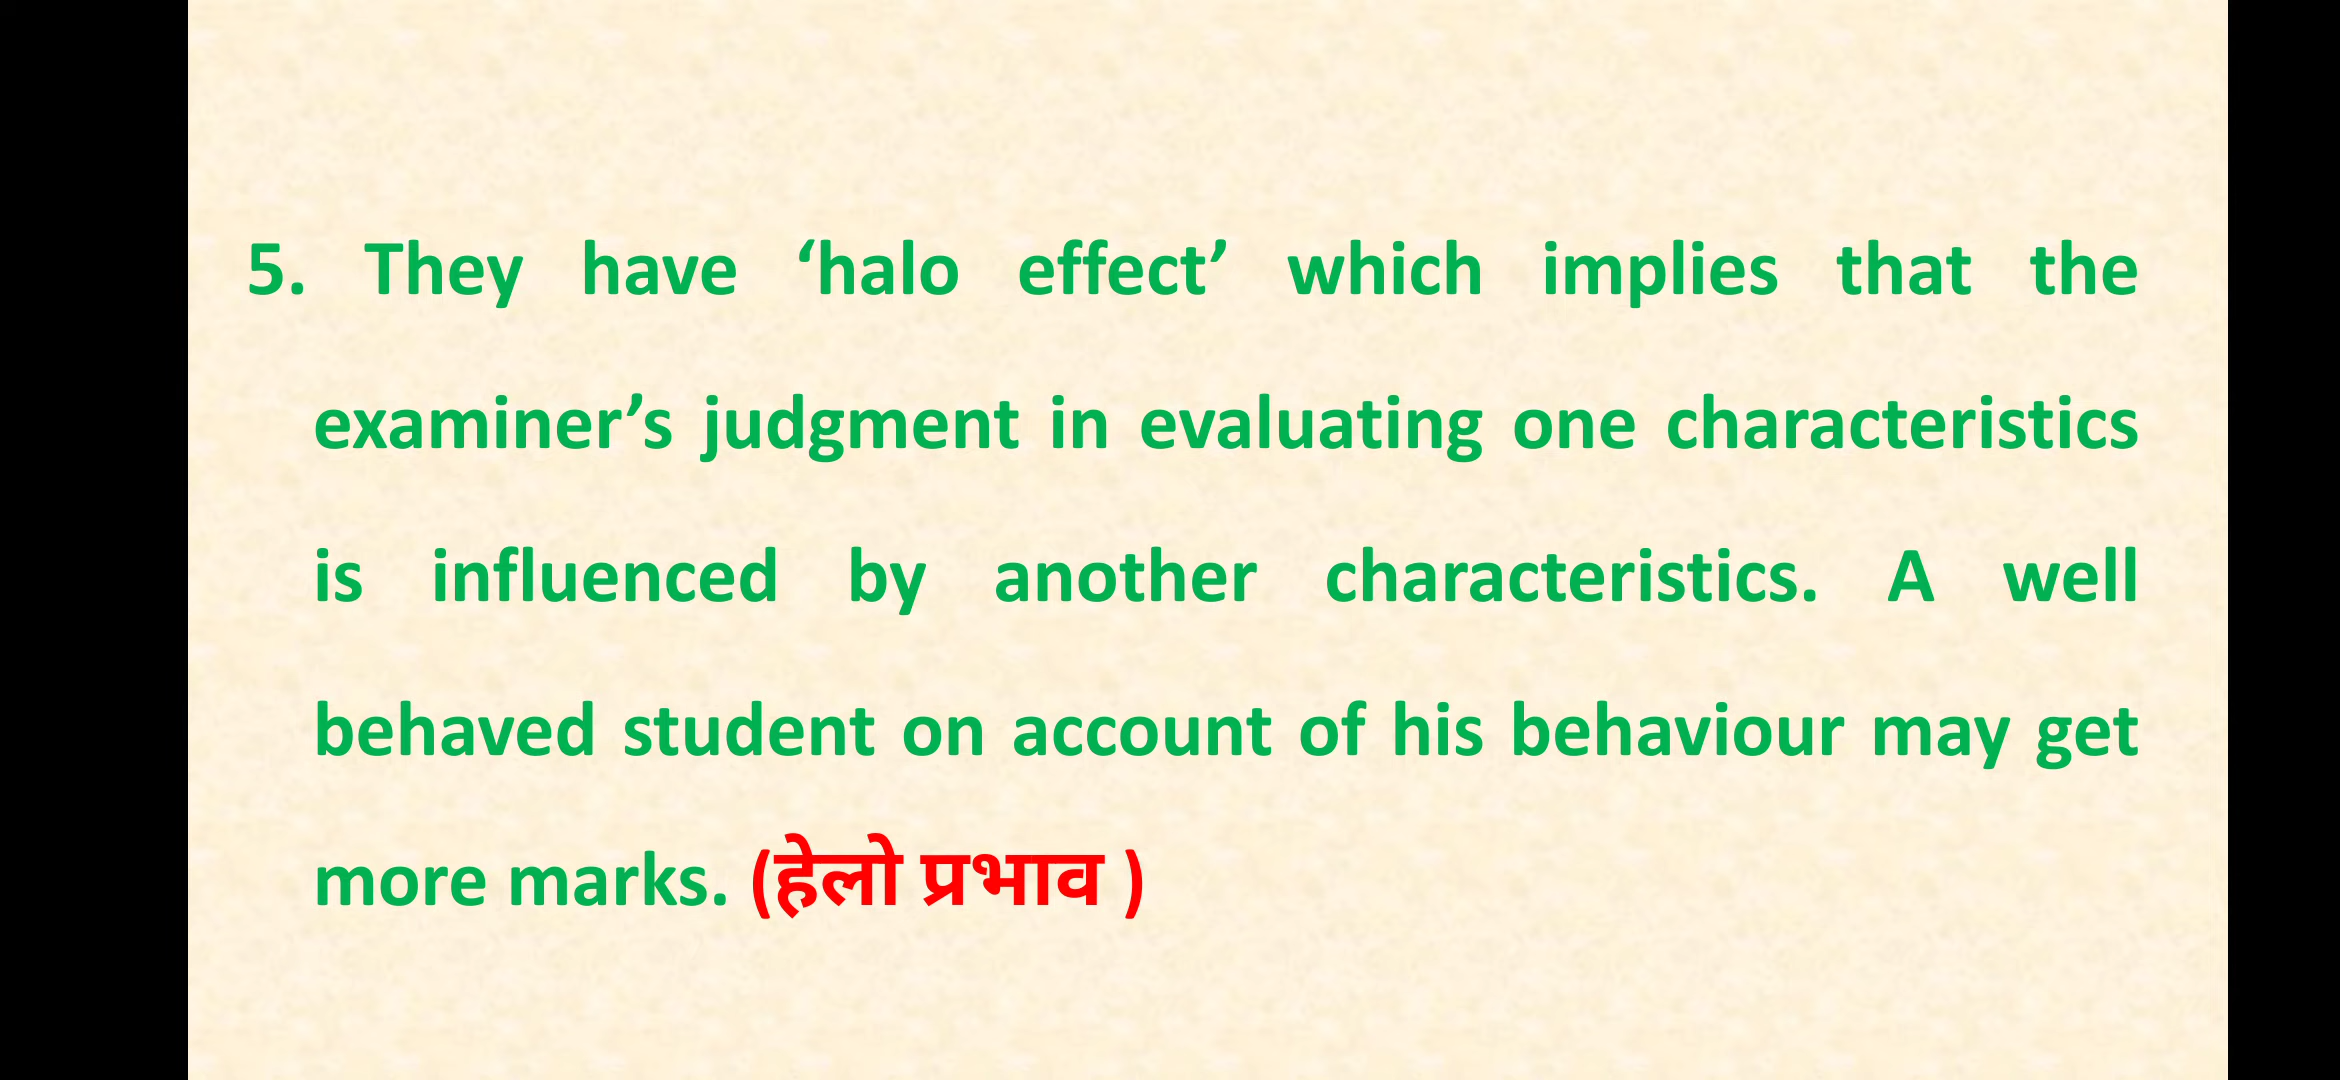 5. They have ‘halo effect’ which implies that the
examiner’s judgment in evaluating one characteristics
is influenced by another characteristics. A well
behaved student on account of his behaviour may get
more marks. (हेलो प्रभाव )